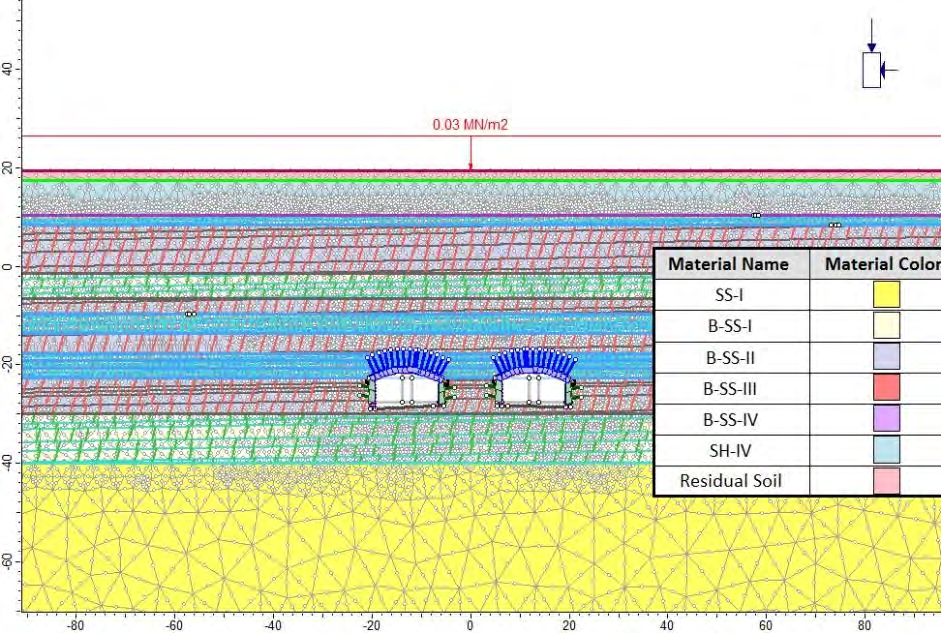 40
0.03 MN/m2
20
0
Material Name Material Color
SS-I
B-SS-I
B-SS-II
B-SS-III
B-SS-IV
SH-IV
Residual Soil
-20
-40
-60
-80 -60 -40 -20 0 20 40 60 80